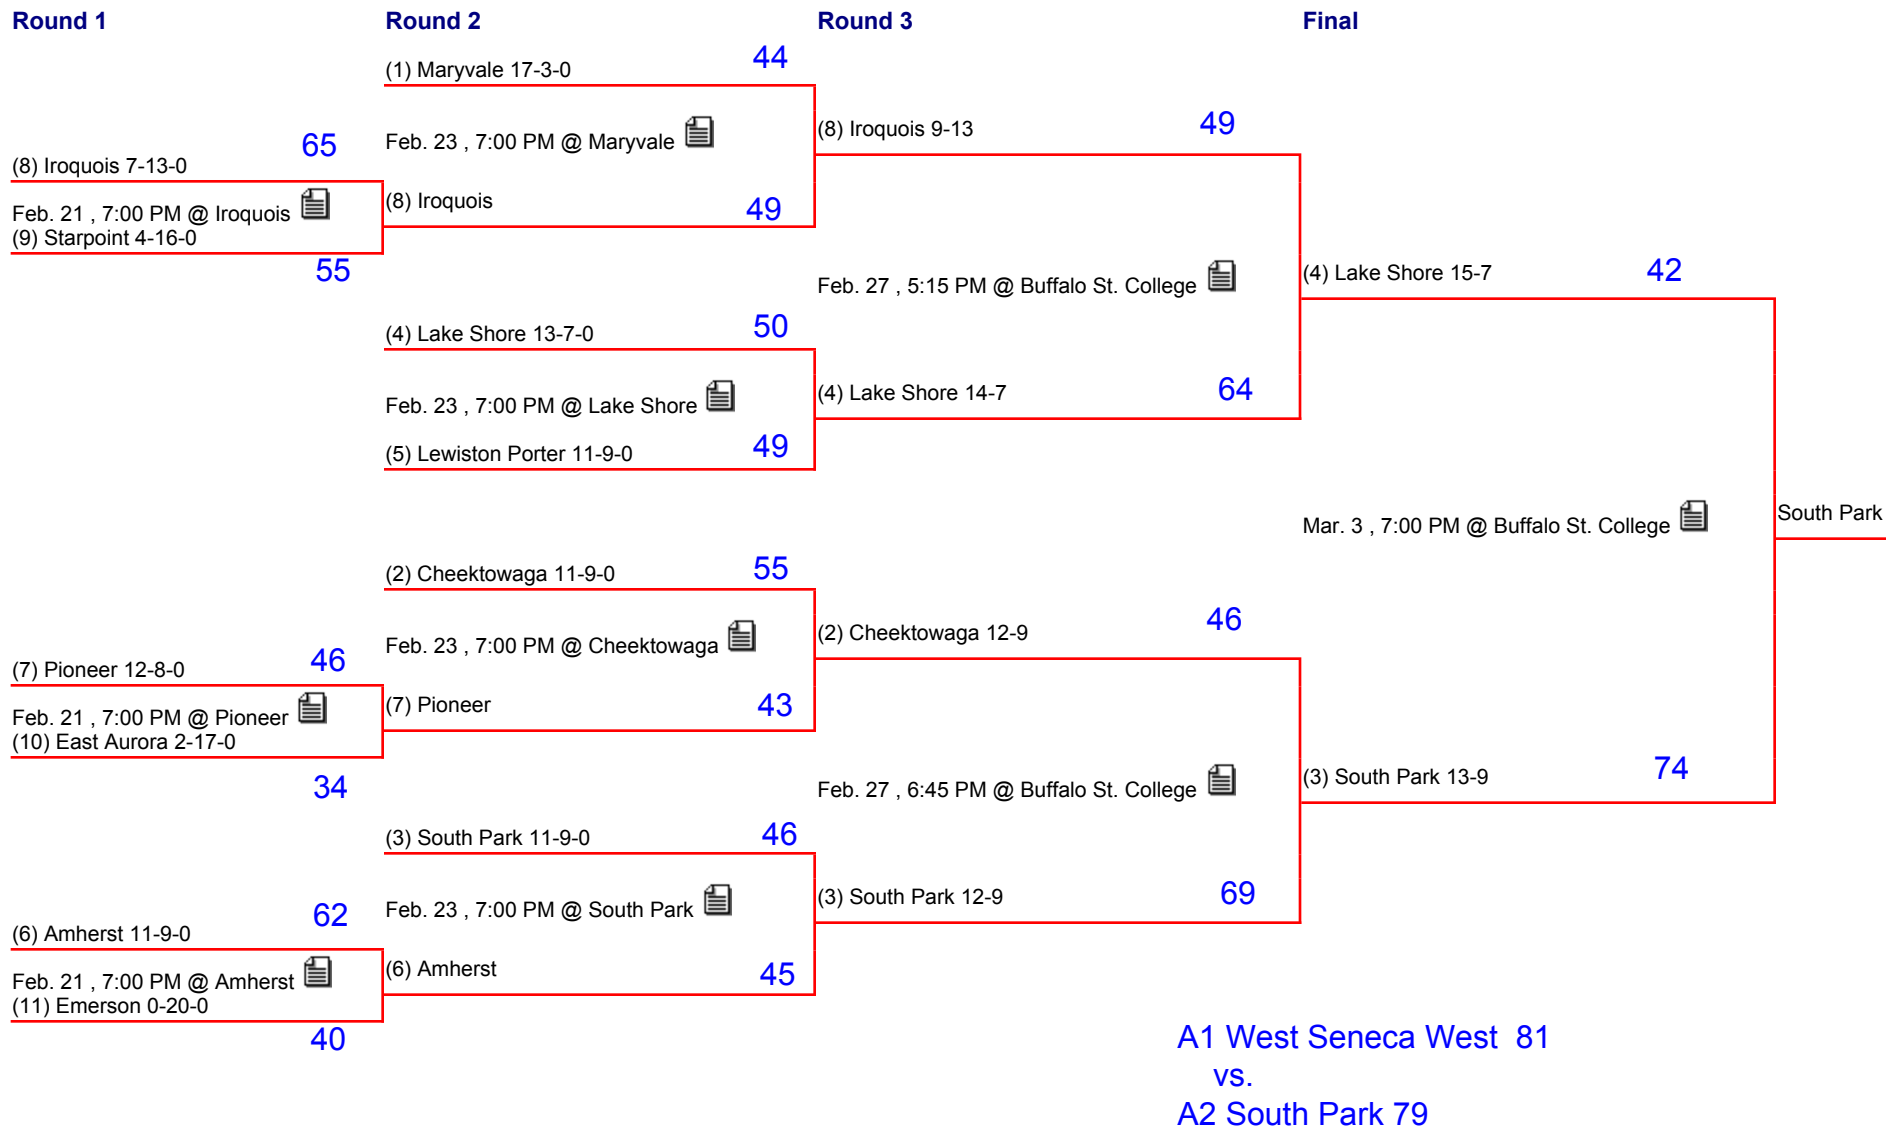 Round 1
Round 2
Round 3
Final
(8) Iroquois 7-13-0
65
Feb. 21 , 7:00 PM @ Iroquois
(9) Starpoint 4-16-0
55
(7) Pioneer 12-8-0
46
Feb. 21 , 7:00 PM @ Pioneer
(10) East Aurora 2-17-0
34
(6) Amherst 11-9-0
62
Feb. 21 , 7:00 PM @ Amherst
(11) Emerson 0-20-0
40
(1) Maryvale 17-3-0
44
Feb. 23 , 7:00 PM @ Maryvale
(8) Iroquois
49
(4) Lake Shore 13-7-0
50
Feb. 23 , 7:00 PM @ Lake Shore
(5) Lewiston Porter 11-9-0
49
(2) Cheektowaga 11-9-0
55
Feb. 23 , 7:00 PM @ Cheektowaga
(7) Pioneer
43
(3) South Park 11-9-0
46
Feb. 23 , 7:00 PM @ South Park
(6) Amherst
45
(8) Iroquois 9-13
49
Feb. 27 , 5:15 PM @ Buffalo St. College
(4) Lake Shore 14-7
64
(2) Cheektowaga 12-9
46
Feb. 27 , 6:45 PM @ Buffalo St. College
(3) South Park 12-9
69
(4) Lake Shore 15-7
42
Mar. 3 , 7:00 PM @ Buffalo St. College
(3) South Park 13-9
74
South Park
A1 West Seneca West 81
vs.
A2 South Park 79